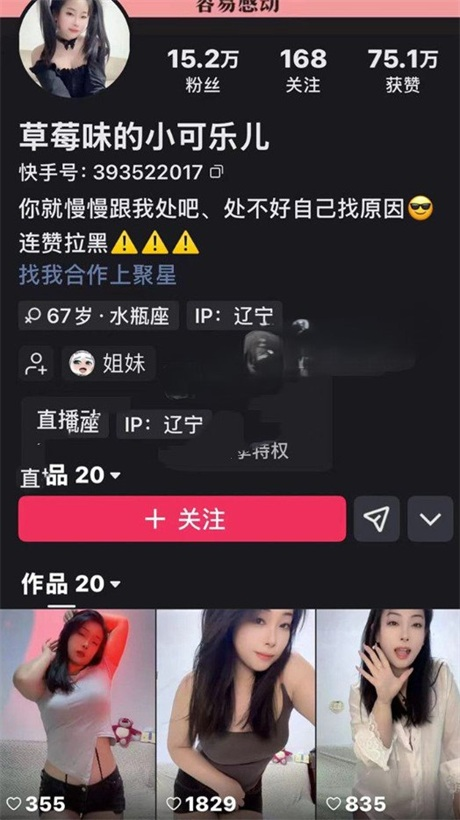 容易感动
15.2万 168 75.1万
粉丝 关注 获赞
草莓味的小可乐儿
快手号: 393522017
你就慢慢跟我处吧、处不好自己找原因😎
连赞拉黑⚠️⚠️⚠️
找我合作上聚星
67岁·水瓶座 IP: 辽宁
姐妹
直播 座 IP: 辽宁
特权
直 品 20
+ 关注
作品 20
355 1829 835